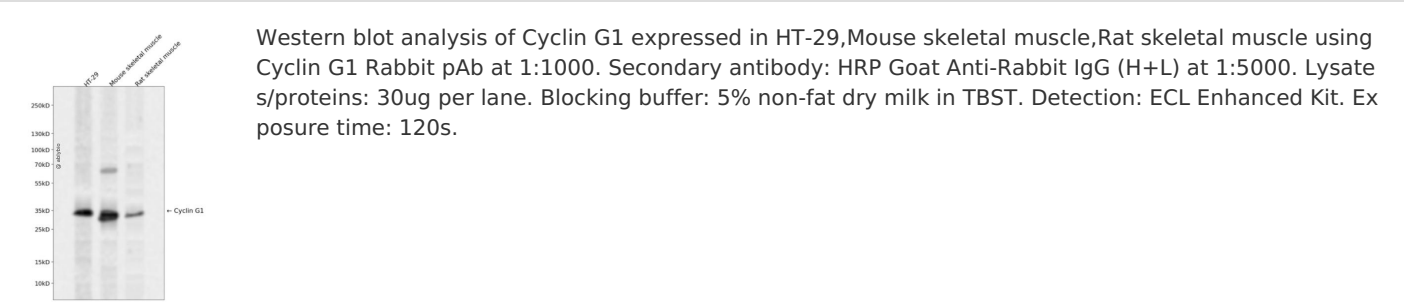 HT-29
Mouse skeletal muscle
Rat skeletal muscle
250kD
130kD
100kD
70kD
55kD
35kD
25kD
15kD
10kD
@ ablybio
← Cyclin G1
Western blot analysis of Cyclin G1 expressed in HT-29,Mouse skeletal muscle,Rat skeletal muscle using
Cyclin G1 Rabbit pAb at 1:1000. Secondary antibody: HRP Goat Anti-Rabbit IgG (H+L) at 1:5000. Lysate
s/proteins: 30ug per lane. Blocking buffer: 5% non-fat dry milk in TBST. Detection: ECL Enhanced Kit. Ex
posure time: 120s.